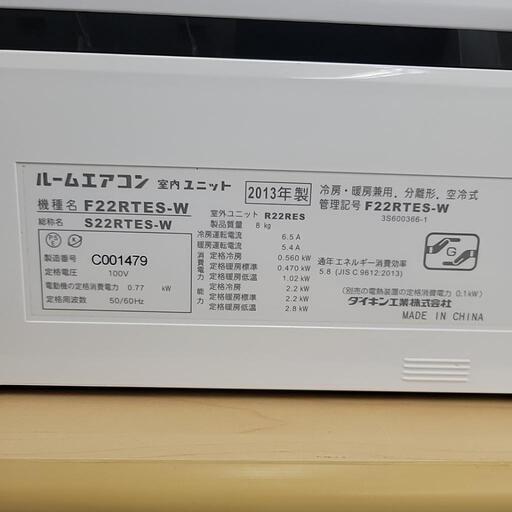 ルームエアコン 室内ユニット 2013年製 冷房・暖房兼用．分離形．空冷式
機種名 F22RTES-W 管理記号 F22RTES-W
総称名 S22RTES-W 3S600366-1
製造番号 C001479
定格電圧 100V
電動機の定格消費電力 0.77 kW
定格周波数 50/60Hz
室外ユニット R22RES
製品質量 8 kg
冷房運転電流 6.5 A
暖房運転電流 5.4 A
消費電力 定格冷房 0.560 kW
定格暖房標準 0.470 kW
定格暖房低温 1.02 kW
能力 定格冷房 2.2 kW
定格暖房標準 2.2 kW
定格暖房低温 2.8 kW
G
通年エネルギー消費効率
5.8 (JIS C 9612:2013)
(別売の電熱装置の定格消費電力 0.1kW)
ダイキン工業株式会社
MADE IN CHINA